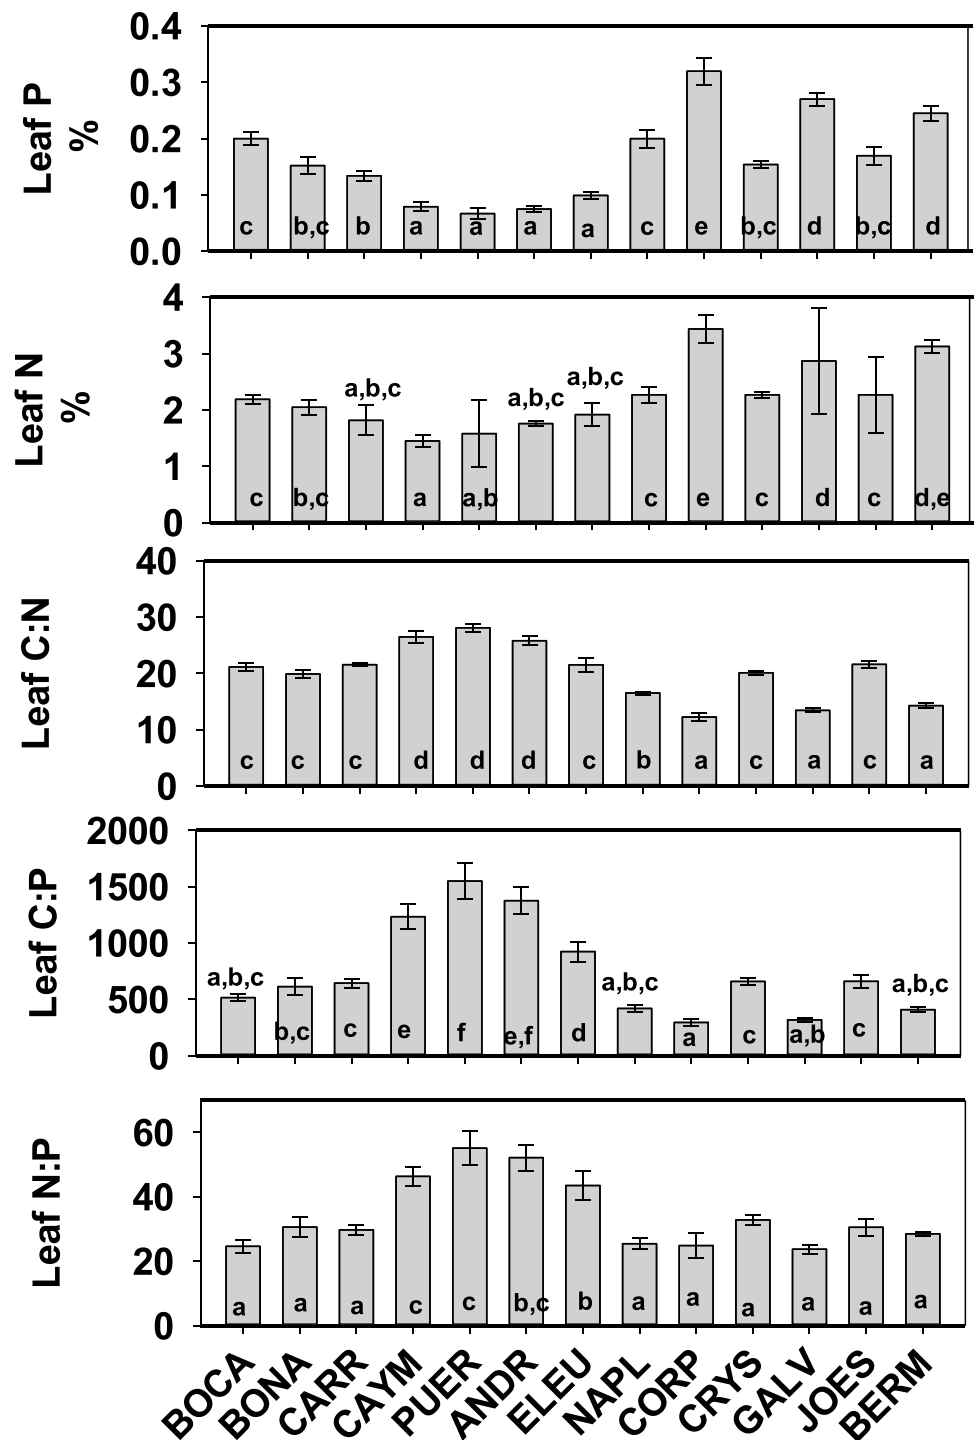 Leaf P
%
0.4
0.3
0.2
0.1
0.0
c b,c b a a a a c e b,c d b,c d
Leaf N
%
4
3
2
1
0
a,b,c a,b,c a,b,c
c b,c a a,b c e c d c d,e
Leaf C:N
40
30
20
10
0
c c c d d d c b a c a c a
Leaf C:P
2000
1500
1000
500
0
a,b,c a,b,c a,b,c
b,c c e f e,f d a c a,b c
Leaf N:P
60
40
20
0
a a a c c b,c b a a a a a a
BOCA BONA CARR CAYM PUER ANDR ELEU NAPL CORP CRYS GALV JOES BERM